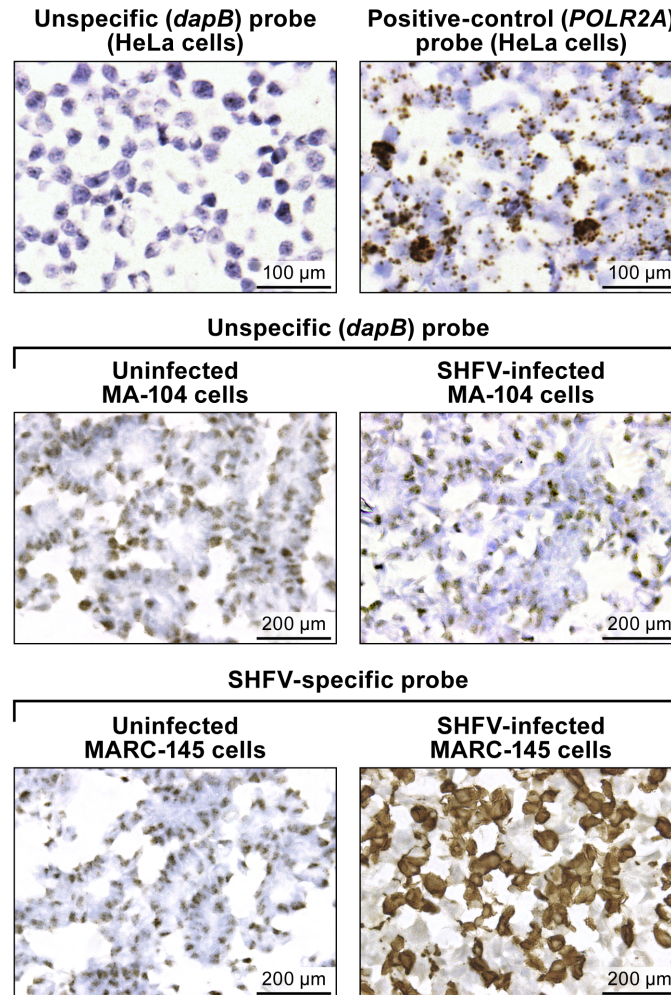 Unspecific (dapB) probe
(HeLa cells)
Positive-control (POLR2A)
probe (HeLa cells)
100 µm
100 µm
Unspecific (dapB) probe
Uninfected
MA-104 cells
SHFV-infected
MA-104 cells
200 µm
200 µm
SHFV-specific probe
Uninfected
MARC-145 cells
SHFV-infected
MARC-145 cells
200 µm
200 µm